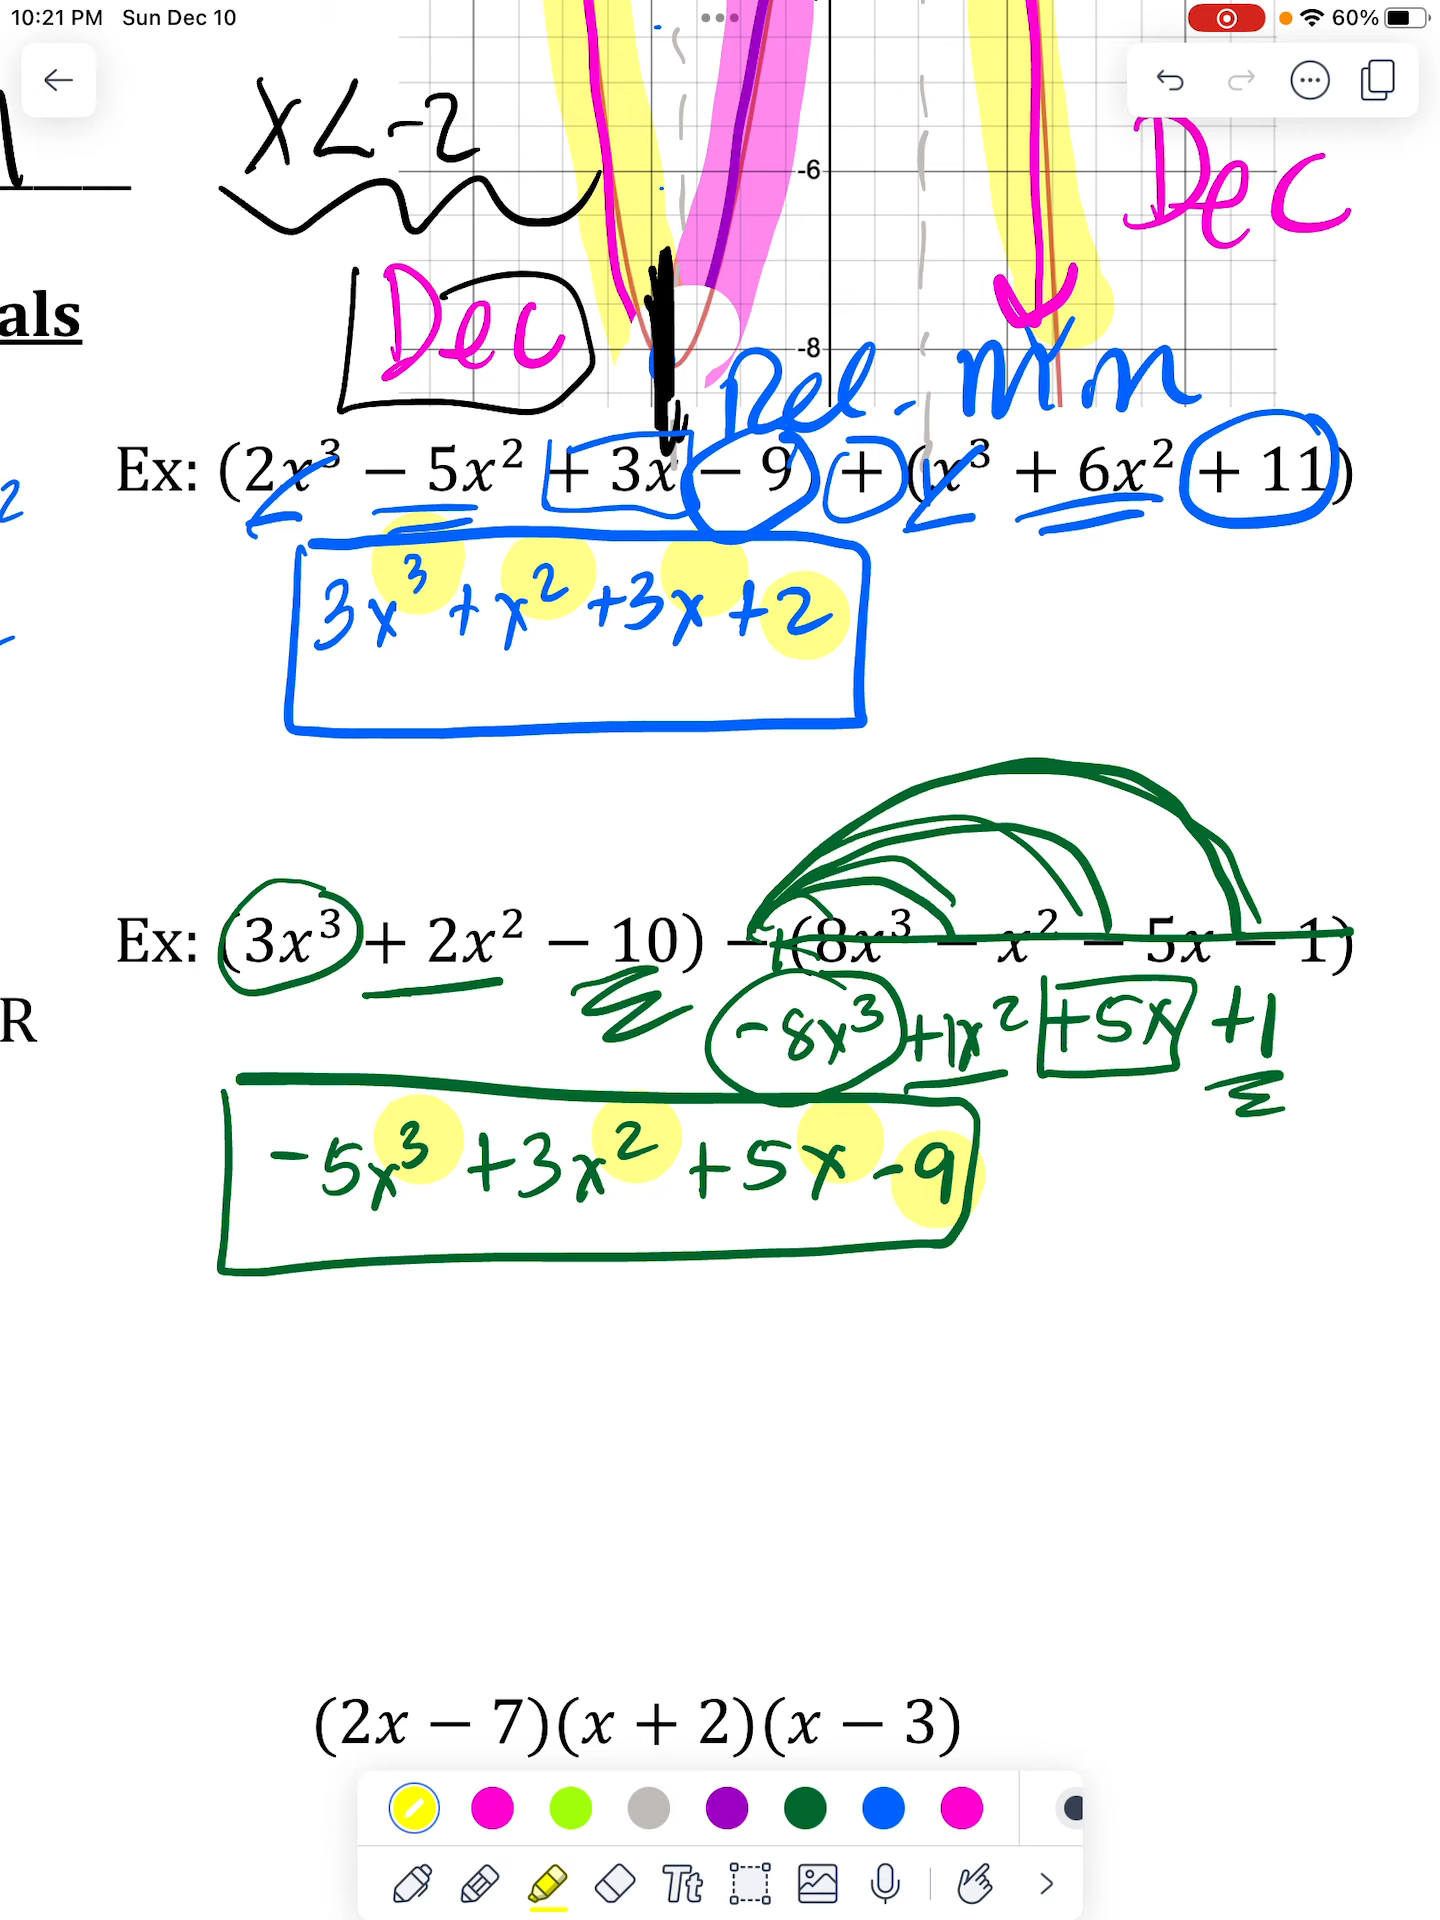 10:21 PM Sun Dec 10 60%
x<-2
-6
Dec
als
Dec
-8
Rel. min
Ex: (2x³ − 5x² + 3x − 9) + (x³ + 6x² + 11)
2
3x³ + x² + 3x + 2
Ex: (3x³ + 2x² − 10) − (8x³ − x² − 5x − 1)
R
-8x³ +1x² +5x +1
-5x³ +3x² +5x -9
(2x − 7)(x + 2)(x − 3)
Tt